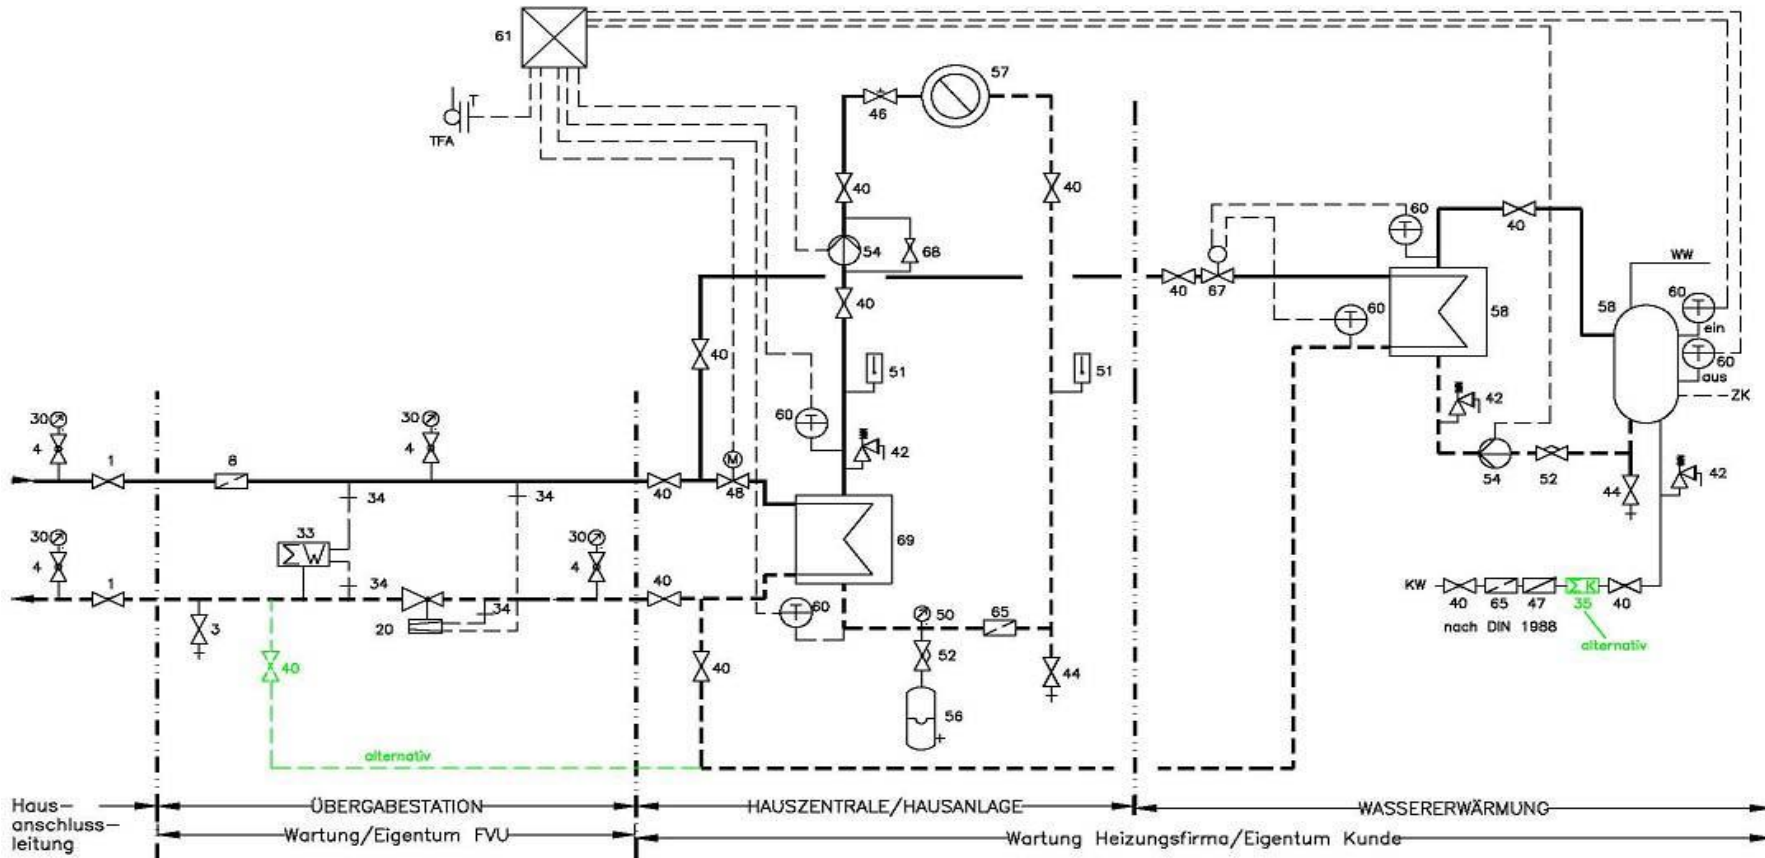 61
T
TFA
57
46
40
40
54
68
40
40
51
51
60
42
30
4
1
8
30
4
34
34
40
M
48
69
30
4
1
33
ΣW
34
20
34
30
4
40
3
40
60
50
65
52
44
56
40
alternativ
60
T
40
67
60
T
58
40
WW
58
60
T
ein
T
60
aus
ZK
42
54
52
44
42
KW
40
65
47
ΣK
35
40
nach DIN 1988
alternativ
Haus-
anschluss-
leitung
ÜBERGABESTATION
HAUSZENTRALE/HAUSANLAGE
WASSERERWÄRMUNG
Wartung/Eigentum FVU
Wartung Heizungsfirma/Eigentum Kunde